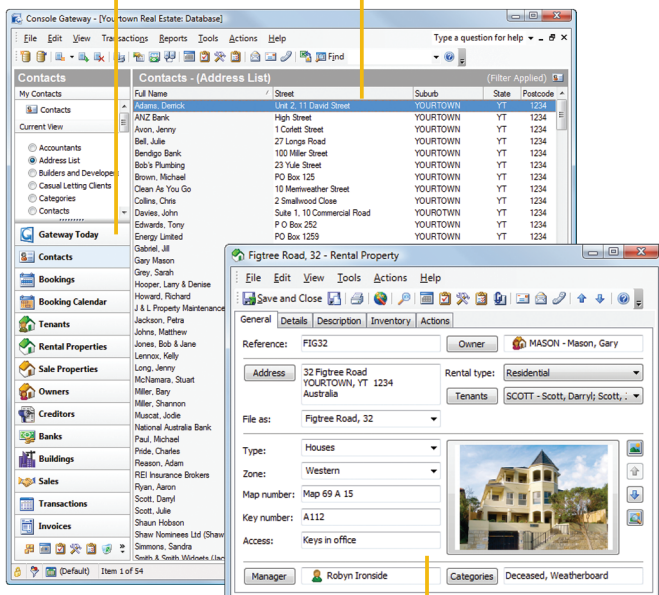 Console Gateway - [Yourtown Real Estate: Database]
File Edit View Transactions Reports Tools Actions Help Type a question for help
Find
Contacts
My Contacts
Contacts
Current View
Accountants
Address List
Builders and Developers
Casual Letting Clients
Categories
Contacts
Gateway Today
Contacts
Bookings
Booking Calendar
Tenants
Rental Properties
Sale Properties
Owners
Creditors
Banks
Buildings
Sales
Transactions
Invoices
Contacts - (Address List) (Filter Applied)
Full Name Street Suburb State Postcode
Adams, Derrick Unit 2, 11 David Street YOURTOWN YT 1234
ANZ Bank High Street YOURTOWN YT 1234
Avon, Jenny 1 Corlett Street YOURTOWN YT 1234
Bell, Julie 27 Longs Road YOURTOWN YT 1234
Bendigo Bank 100 Miller Street YOURTOWN YT 1234
Bob's Plumbing 23 Yule Street YOURTOWN YT 1234
Brown, Michael PO Box 125 YOURTOWN YT 1234
Clean As You Go 10 Merriweather Street YOURTOWN YT 1234
Collins, Chris 2 Smallwood Close YOURTOWN YT 1234
Davies, John Suite 1, 10 Commercial Road YOUROTWN YT 1234
Edwards, Tony P O Box 252 YOURTOWN YT 1234
Energy Limited PO Box 1259 YOURTOWN YT 1234
Gabriel, Jill
Gary Mason
Grey, Sarah
Hooper, Larry & Denise
Howard, Richard
J & L Property Maintenance
Jackson, Petra
Johns, Matthew
Jones, Bob & Jane
Lennox, Kelly
Long, Jenny
McNamara, Stuart
Miller, Bary
Miller, Shannon
Muscat, Jodie
National Australia Bank
Paul, Michael
Pride, Charles
Reason, Adam
REI Insurance Brokers
Ryan, Aaron
Scott, Darryl
Scott, Julie
Shaun Hobson
Shaw Nominees Ltd (Shaw
Simmons, Sandra
Smith & Smith Widgets (Jac
(Default) Item 1 of 54
Figtree Road, 32 - Rental Property
File Edit View Tools Actions Help
Save and Close
General Details Description Inventory Actions
Reference: FIG32 Owner MASON - Mason, Gary
Address 32 Figtree Road Rental type: Residential
YOURTOWN, YT 1234
Australia Tenants SCOTT - Scott, Darryl; Scott, :
File as: Figtree Road, 32
Type: Houses
Zone: Western
Map number: Map 69 A 15
Key number: A112
Access: Keys in office
Manager Robyn Ironside Categories Deceased, Weatherboard